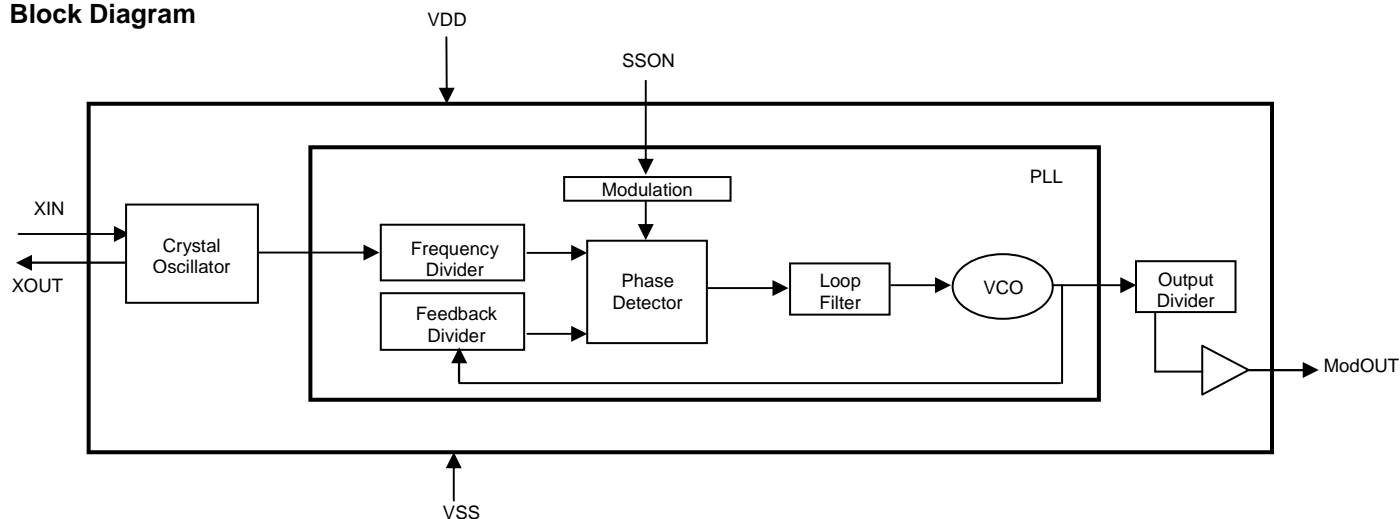 Block Diagram
VDD
SSON
PLL
Modulation
XIN
Crystal
Oscillator
XOUT
Frequency
Divider
Feedback
Divider
Phase
Detector
Loop
Filter
VCO
Output
Divider
ModOUT
VSS